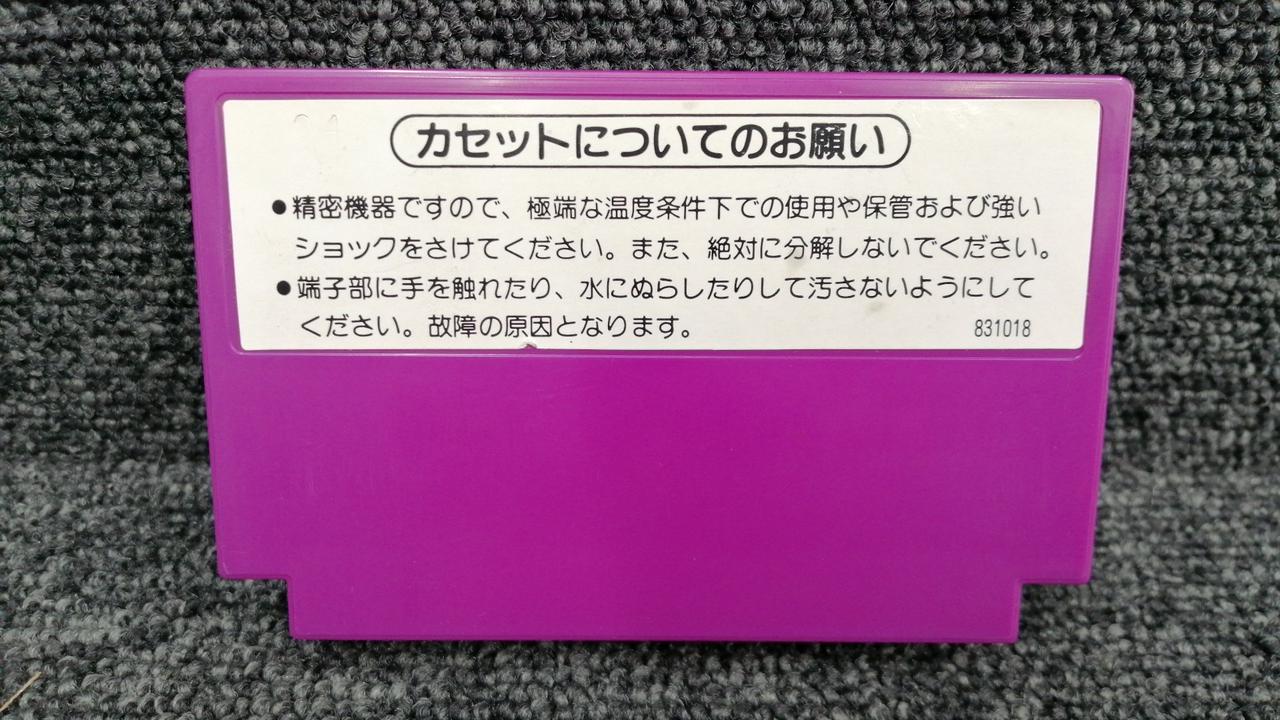 カセットについてのお願い
●精密機器ですので、極端な温度条件下での使用や保管および強い
ショックをさけてください。また、絶対に分解しないでください。
●端子部に手を触れたり、水にぬらしたりして汚さないようにして
ください。故障の原因となります。
831018